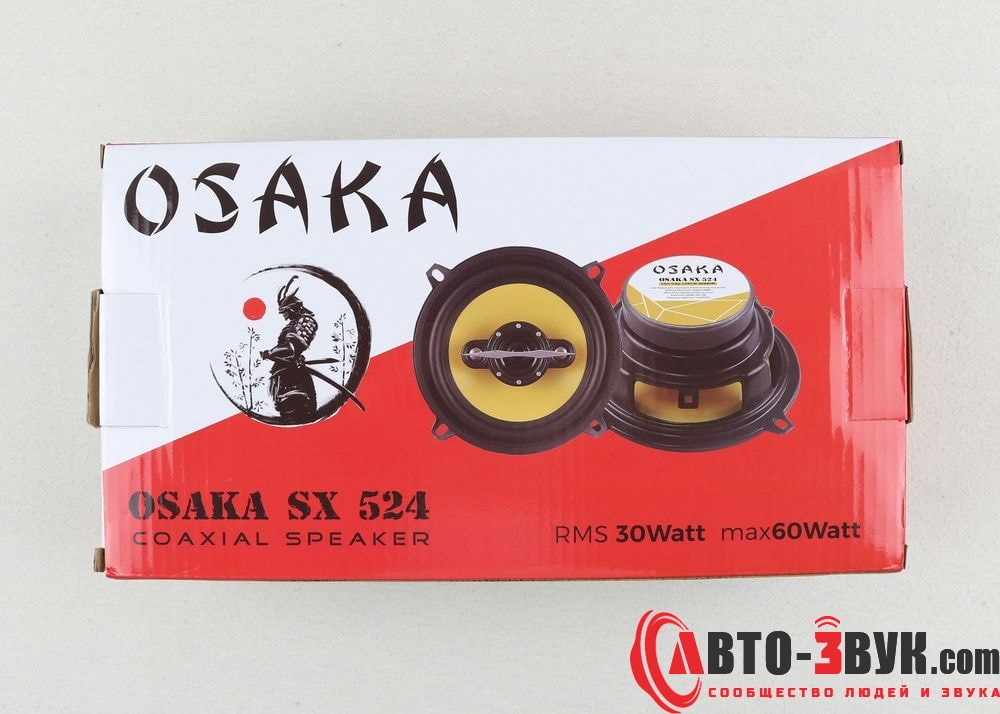 OSAKA
OSAKA
OSAKA SX 524
OSAKA SX 524
COAXIAL SPEAKER
RMS 30Watt max60Watt
АВТО-ЗВУК.com
СООБЩЕСТВО ЛЮДЕЙ И ЗВУКА